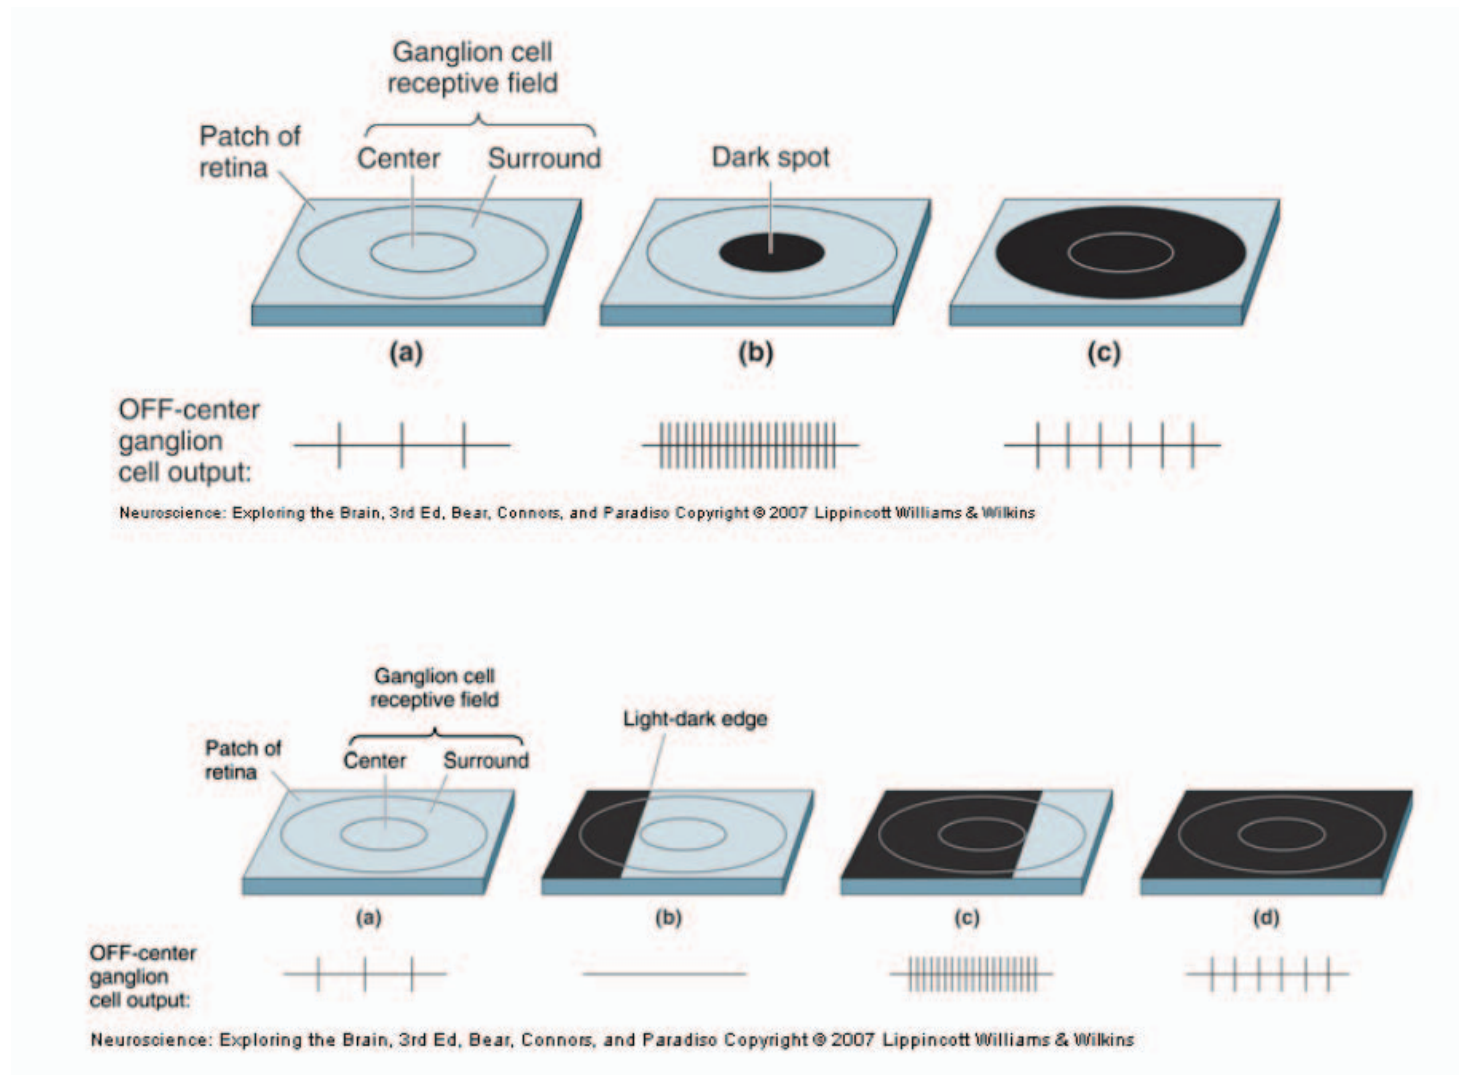 Ganglion cell
receptive field
Patch of
retina
Center
Surround
Dark spot
(a)
(b)
(c)
OFF-center
ganglion
cell output:
Neuroscience: Exploring the Brain, 3rd Ed, Bear, Connors, and Paradiso Copyright © 2007 Lippincott Williams & Wilkins
Ganglion cell
receptive field
Light-dark edge
Patch of
retina
Center
Surround
(a)
(b)
(c)
(d)
OFF-center
ganglion
cell output:
Neuroscience: Exploring the Brain, 3rd Ed, Bear, Connors, and Paradiso Copyright © 2007 Lippincott Williams & Wilkins